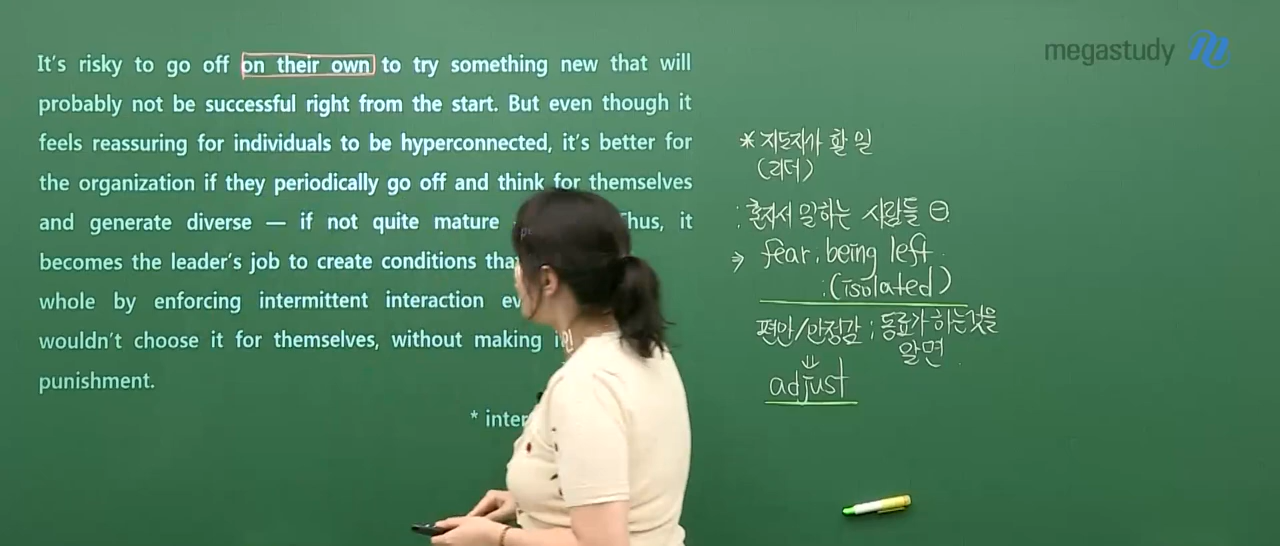 It's risky to go off on their own to try something new that will
probably not be successful right from the start. But even though it
feels reassuring for individuals to be hyperconnected, it's better for
the organization if they periodically go off and think for themselves
and generate diverse — if not quite mature Thus, it
becomes the leader's job to create conditions
whole by enforcing intermittent interaction
wouldn't choose it for themselves, without making
punishment.
*
megastudy
* 지도자가 할 일
(리더)
: 혼자서 일하는 사람들 ⊖
⇒ fear. being left.
: (isolated)
편안/안정감 ; 동료가 하는것을
알면
⇓
adjust